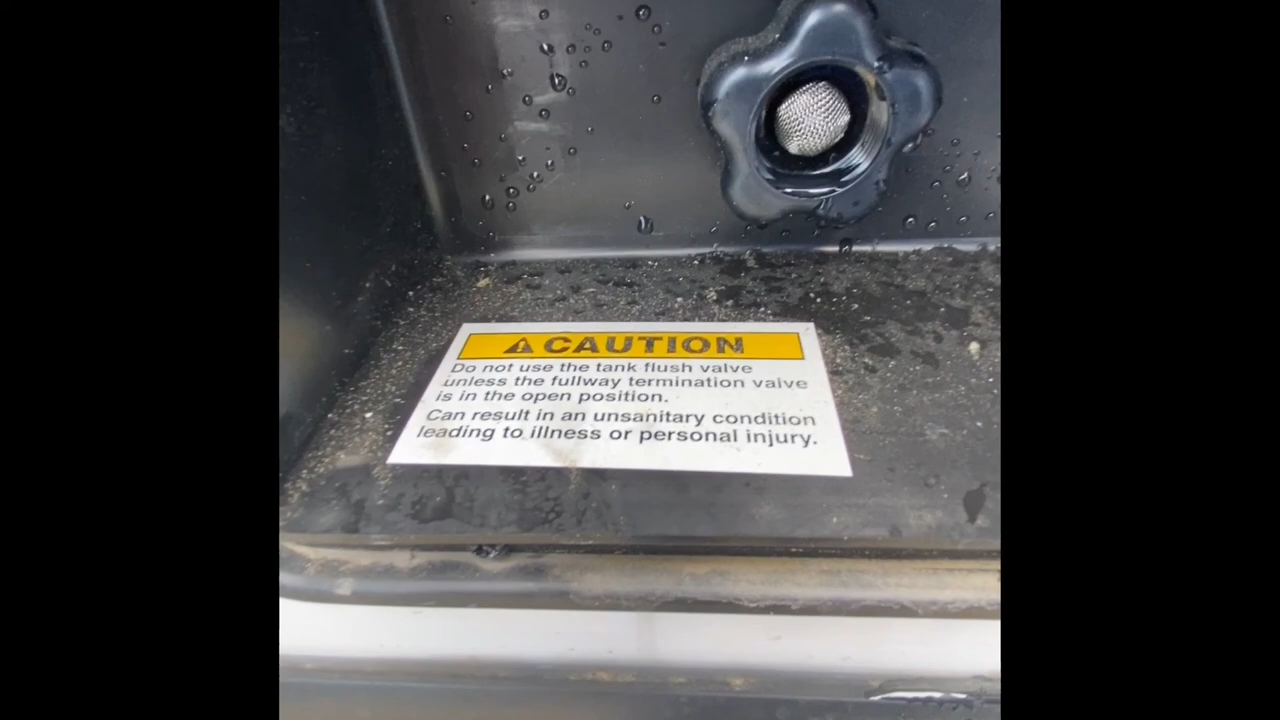 CAUTION
Do not use the tank flush valve
unless the fullway termination valve
is in the open position.
Can result in an unsanitary condition
leading to illness or personal injury.